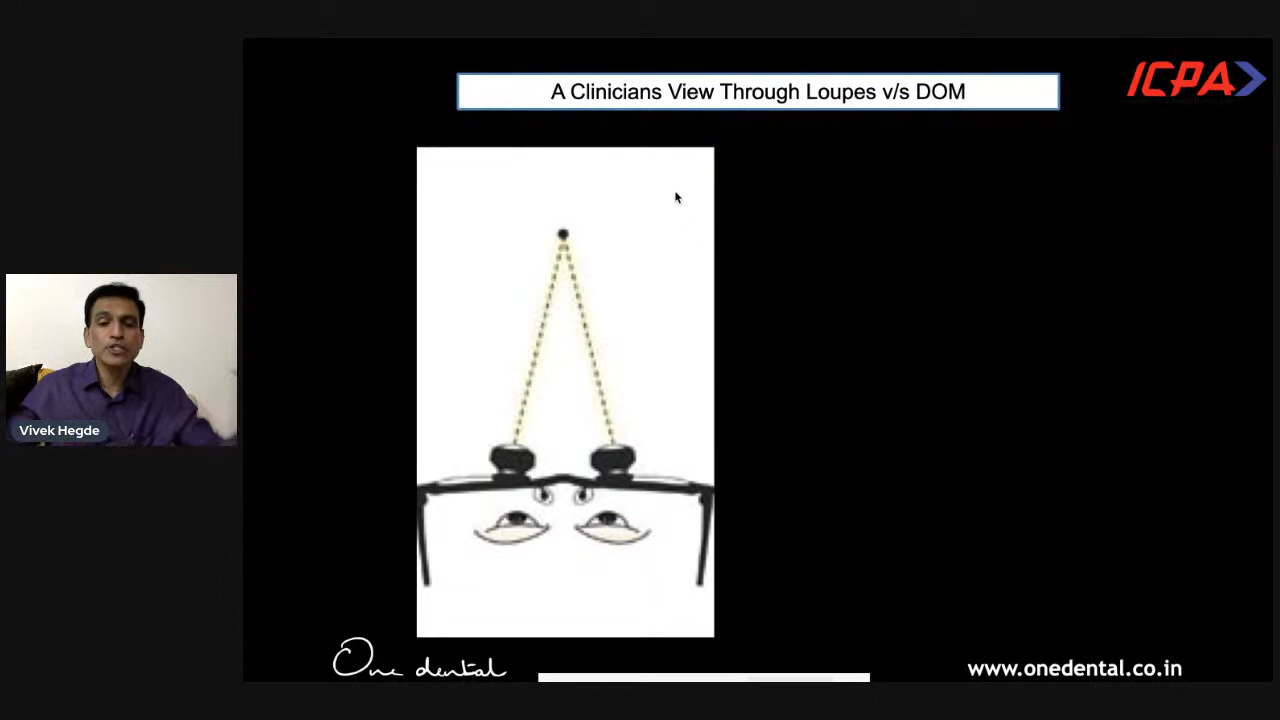 A Clinicians View Through Loupes v/s DOM
ICPA
Vivek Hegde
One dental
www.onedental.co.in